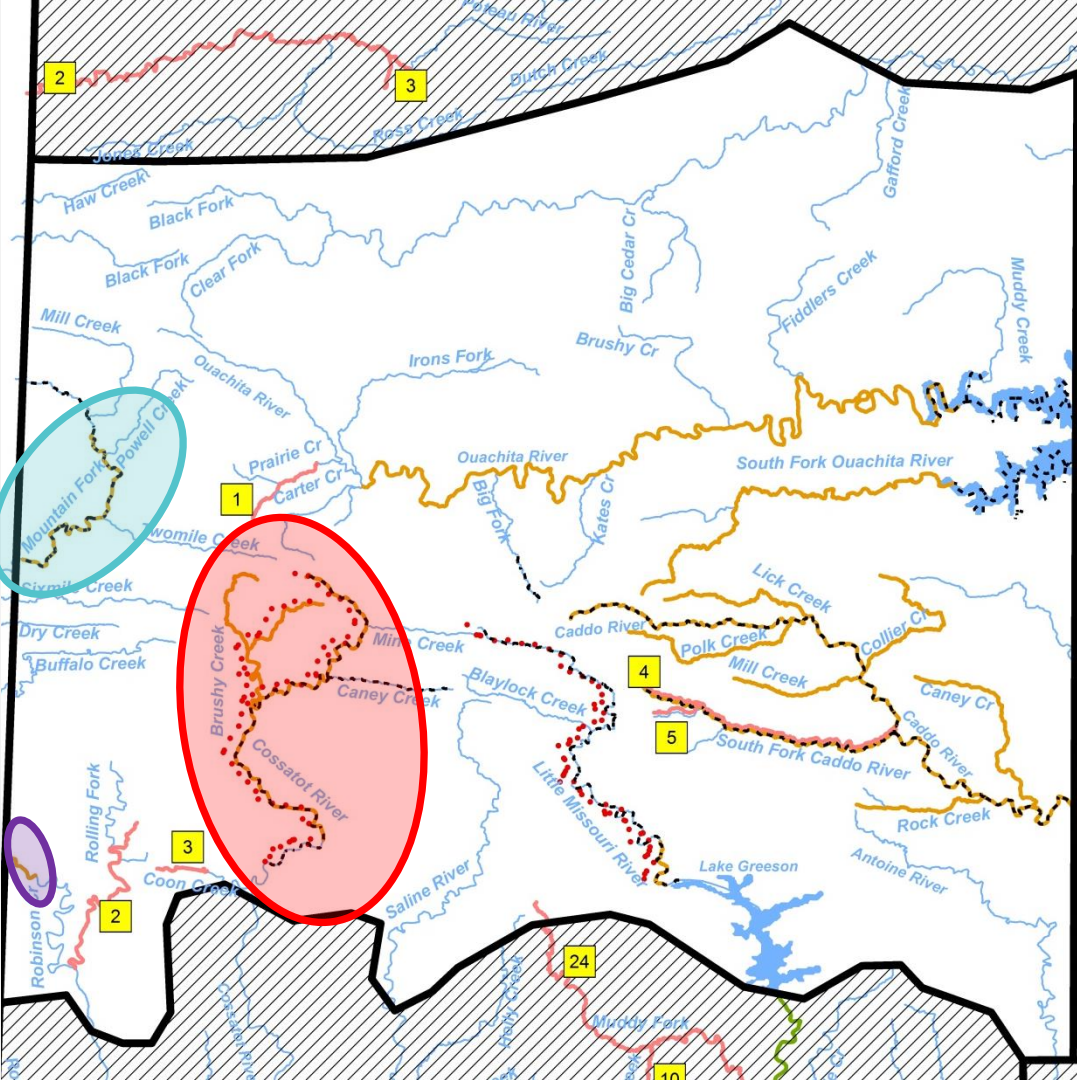 Poteau River
2
3
Dutch Creek
Ross Creek
Jones Creek
Haw Creek
Black Fork
Gafford Creek
Black Fork
Clear Fork
Big Cedar Cr
Fiddlers Creek
Muddy Creek
Mill Creek
Brushy Cr
Irons Fork
Ouachita River
Powell Creek
Mountain Fork
Prairie Cr
Carter Cr
1
Ouachita River
South Fork Ouachita River
Big Fork
Kates Cr
womile Creek
Sixmile Creek
Lick Creek
Dry Creek
Buffalo Creek
Brushy Creek
Mine Creek
Caddo River
Polk Creek
Collier Cr
4
Mill Creek
Caney Creek
Blaylock Creek
Caney Cr
5
South Fork Caddo River
Caddo River
Cossatot River
Little Missouri River
Rolling Fork
Rock Creek
3
Coon Creek
Lake Greeson
Antoine River
Saline River
2
Robinson
24
Holly Creek
Cossatot River
Muddy Fork
10